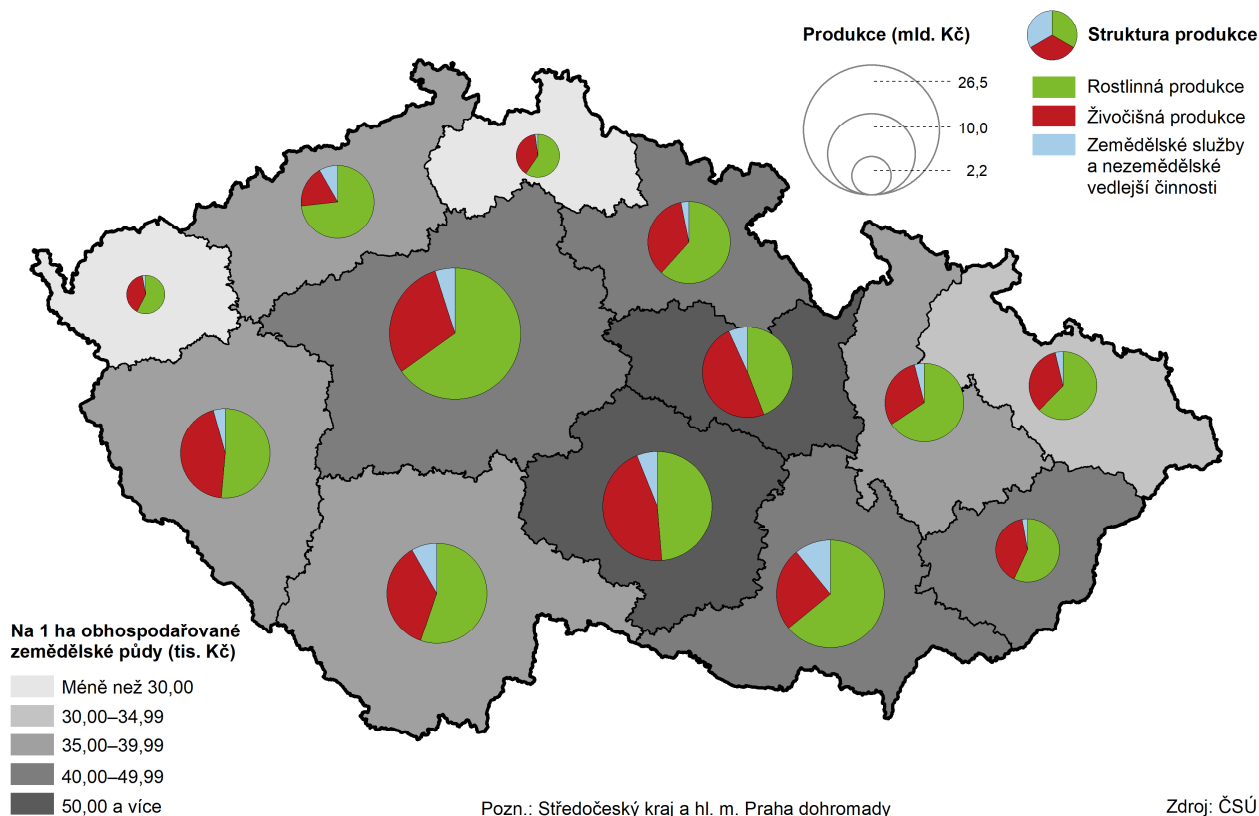 Produkce (mld. Kč)
26,5
10,0
2,2
Struktura produkce
Rostlinná produkce
Živočišná produkce
Zemědělské služby
a nezemědělské
vedlejší činnosti
Na 1 ha obhospodařované
zemědělské půdy (tis. Kč)
Méně než 30,00
30,00–34,99
35,00–39,99
40,00–49,99
50,00 a více
Pozn.: Středočeský kraj a hl. m. Praha dohromady
Zdroj: ČSÚ